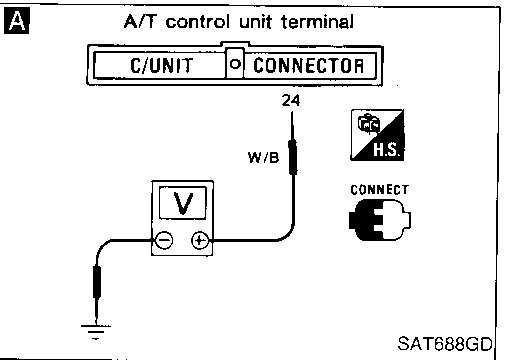 A
A/T control unit terminal
C/UNIT CONNECTOR
24
W/B
H.S.
CONNECT
V
SAT688GD